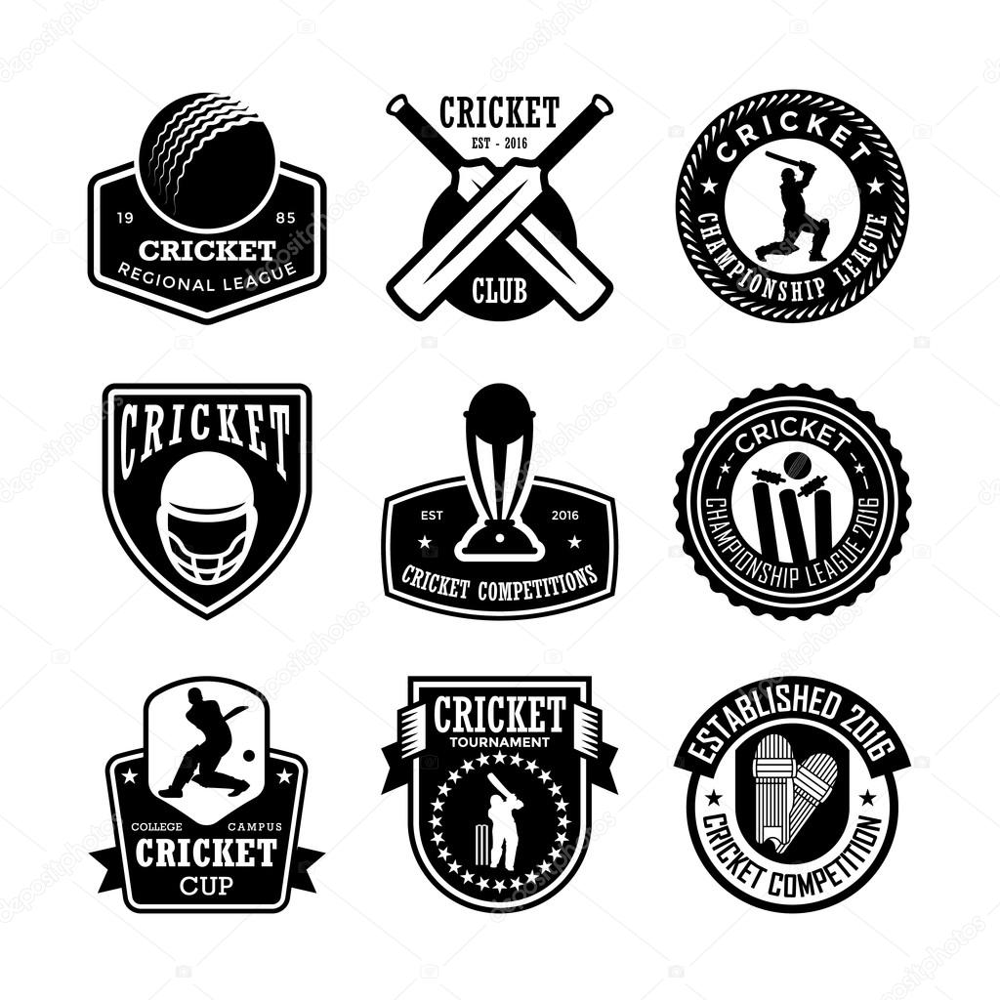 19 85
CRICKET
REGIONAL LEAGUE
CRICKET
EST - 2016
CLUB
CRICKET
CHAMPIONSHIP LEAGUE
CRICKET
EST 2016
CRICKET COMPETITIONS
CRICKET
CHAMPIONSHIP LEAGUE 2016
COLLEGE CAMPUS
CRICKET
CUP
CRICKET
TOURNAMENT
ESTABLISHED 2016
CRICKET COMPETITION
depositphotos